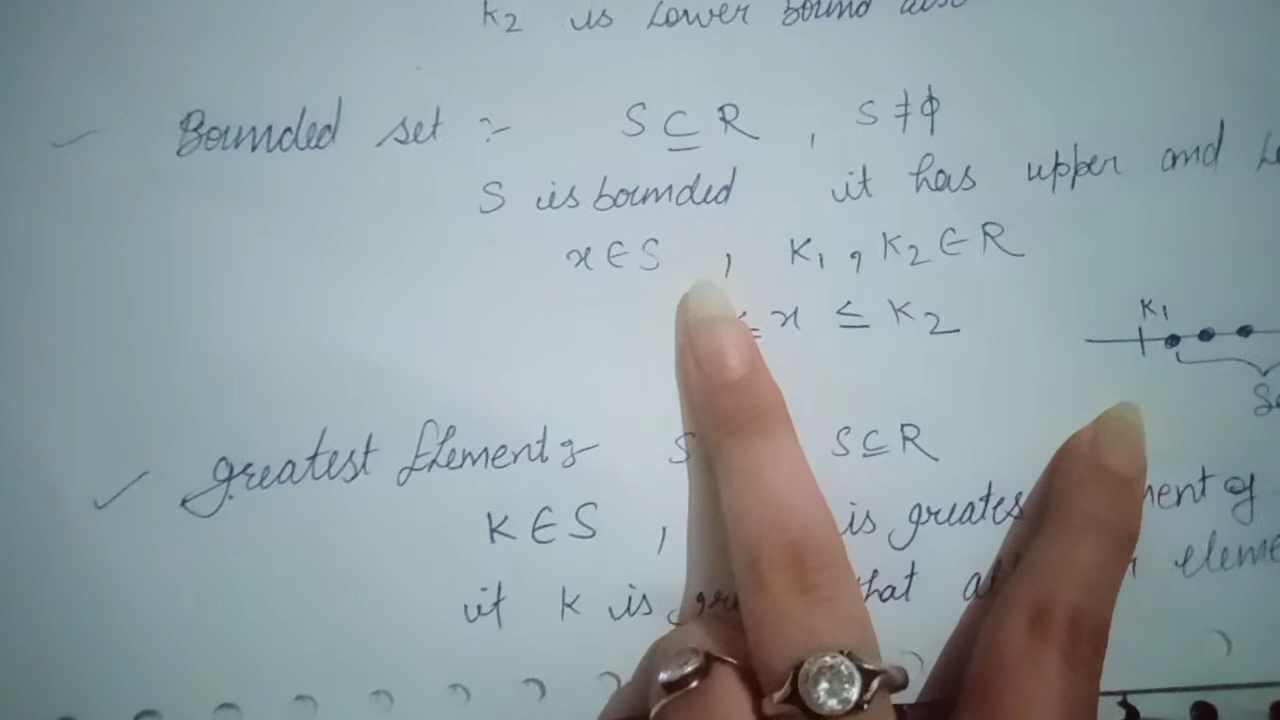 K2 is Lower bound
Bounded set :- S ⊆ R , S ≠ ϕ
S is bounded it has upper and
x ∈ S , K1 , K2 ∈ R
x ≤ K2
K1
greatest Element :- S S ⊆ R
K ∈ S , is greates of
it K is that